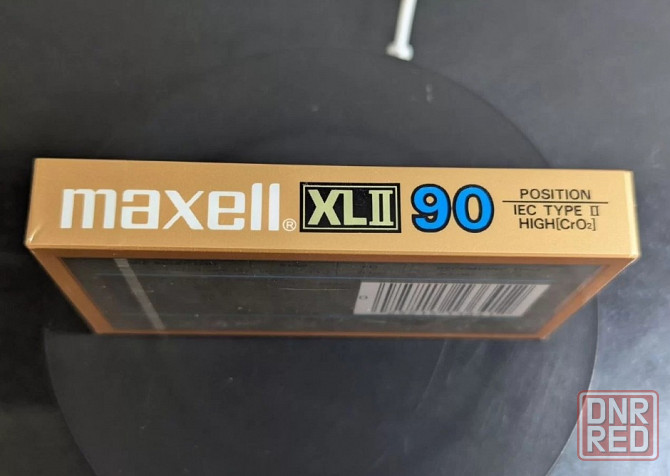 maxell® XLII 90
POSITION
IEC TYPE II
HIGH[CrO₂]
DNR
RED